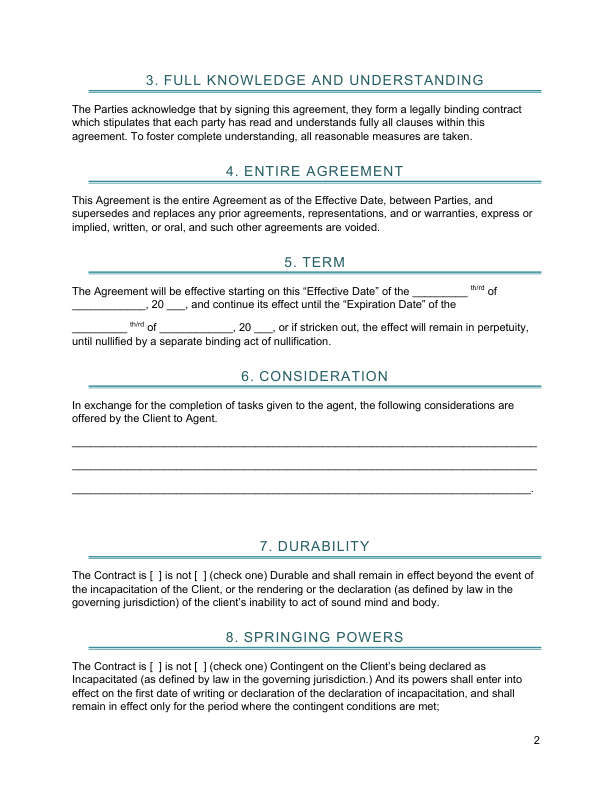 3. FULL KNOWLEDGE AND UNDERSTANDING
The Parties acknowledge that by signing this agreement, they form a legally binding contract
which stipulates that each party has read and understands fully all clauses within this
agreement. To foster complete understanding, all reasonable measures are taken.
4. ENTIRE AGREEMENT
This Agreement is the entire Agreement as of the Effective Date, between Parties, and
supersedes and replaces any prior agreements, representations, and or warranties, express or
implied, written, or oral, and such other agreements are voided.
5. TERM
The Agreement will be effective starting on this “Effective Date” of the _________ th/rd of
____________, 20 ___, and continue its effect until the “Expiration Date” of the
_________ th/rd of ____________, 20 ___, or if stricken out, the effect will remain in perpetuity,
until nullified by a separate binding act of nullification.
6. CONSIDERATION
In exchange for the completion of tasks given to the agent, the following considerations are
offered by the Client to Agent.
______________________________________________________________________________
______________________________________________________________________________
_____________________________________________________________________________.
7. DURABILITY
The Contract is [  ] is not [  ] (check one) Durable and shall remain in effect beyond the event of
the incapacitation of the Client, or the rendering or the declaration (as defined by law in the
governing jurisdiction) of the client’s inability to act of sound mind and body.
8. SPRINGING POWERS
The Contract is [  ] is not [  ] (check one) Contingent on the Client’s being declared as
Incapacitated (as defined by law in the governing jurisdiction.) And its powers shall enter into
effect on the first date of writing or declaration of the declaration of incapacitation, and shall
remain in effect only for the period where the contingent conditions are met;
2